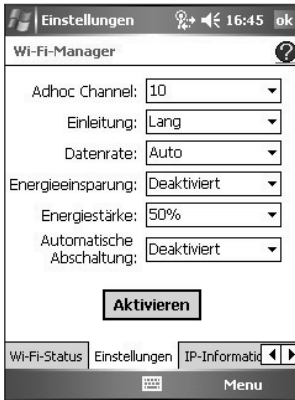 Einstellungen 16:45 ok
Wi-Fi-Manager
Adhoc Channel: 10
Einleitung: Lang
Datenrate: Auto
Energieeinsparung: Deaktiviert
Energiestärke: 50%
Automatische
Abschaltung: Deaktiviert
Aktivieren
Wi-Fi-Status Einstellungen IP-Informatic
Menu